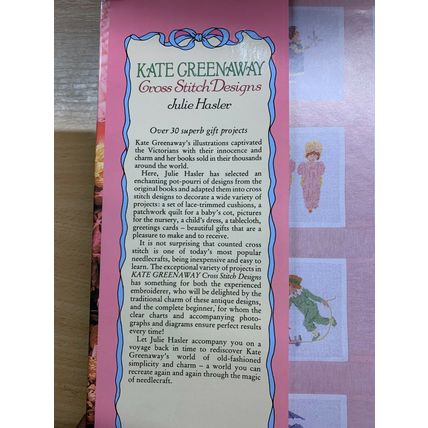 KATE GREENAWAY
Cross Stitch Designs
Julie Hasler
Over 30 superb gift projects
Kate Greenaway's illustrations captivated
the Victorians with their innocence and
charm and her books sold in their thousands
around the world.
Here, Julie Hasler has selected an
enchanting pot-pourri of designs from the
original books and adapted them into cross
stitch designs to decorate a wide variety of
projects: a set of lace-trimmed cushions, a
patchwork quilt for a baby's cot, pictures
for the nursery, a child's dress, a tablecloth,
greetings cards – beautiful gifts that are a
pleasure to make and to receive.
It is not surprising that counted cross
stitch is one of today's most popular
needlecrafts, being inexpensive and easy to
learn. The exceptional variety of projects in
KATE GREENAWAY Cross Stitch Designs
has something for both the experienced
embroiderer, who will be delighted by the
traditional charm of these antique designs,
and the complete beginner, for whom the
clear charts and accompanying photo-
graphs and diagrams ensure perfect results
every time!
Let Julie Hasler accompany you on a
voyage back in time to rediscover Kate
Greenaway's world of old-fashioned
simplicity and charm – a world you can
recreate again and again through the magic
of needlecraft.